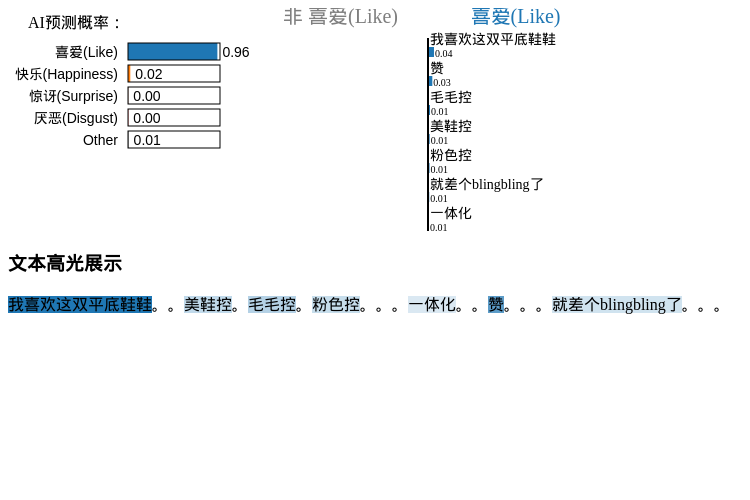 AI预测概率：
喜爱(Like) 0.96
快乐(Happiness) 0.02
惊讶(Surprise) 0.00
厌恶(Disgust) 0.00
Other 0.01
非 喜爱(Like) 喜爱(Like)
我喜欢这双平底鞋鞋
0.04
赞
0.03
毛毛控
0.01
美鞋控
0.01
粉色控
0.01
就差个blingbling了
0.01
一体化
0.01
文本高光展示
我喜欢这双平底鞋鞋。。美鞋控。毛毛控。粉色控。。。一体化。。赞。。。就差个blingbling了。。。